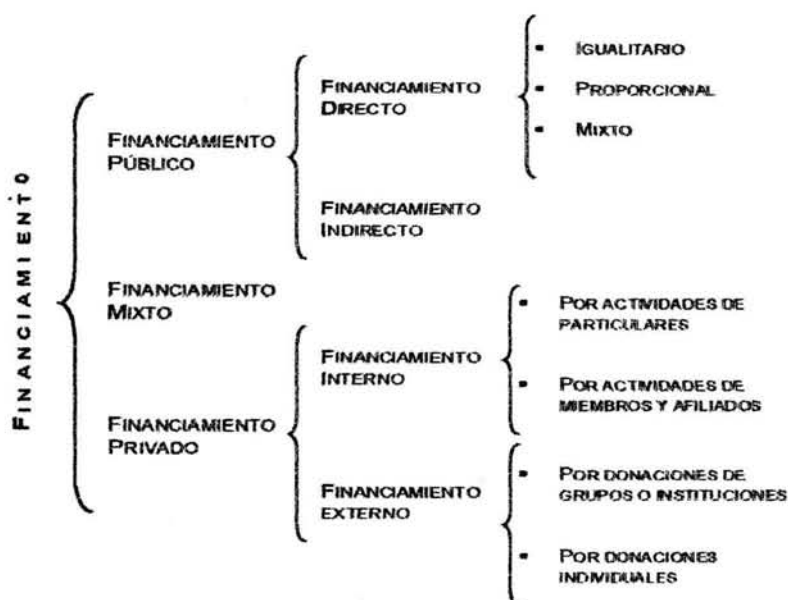 FINANCIAMIENTO
FINANCIAMIENTO
PÚBLICO
FINANCIAMIENTO
DIRECTO
▪ IGUALITARIO
▪ PROPORCIONAL
▪ MIXTO
FINANCIAMIENTO
INDIRECTO
FINANCIAMIENTO
MIXTO
FINANCIAMIENTO
PRIVADO
FINANCIAMIENTO
INTERNO
▪ POR ACTIVIDADES DE
PARTICULARES
▪ POR ACTIVIDADES DE
MIEMBROS Y AFILIADOS
FINANCIAMIENTO
EXTERNO
▪ POR DONACIONES DE
GRUPOS O INSTITUCIONES
▪ POR DONACIONES
INDIVIDUALES